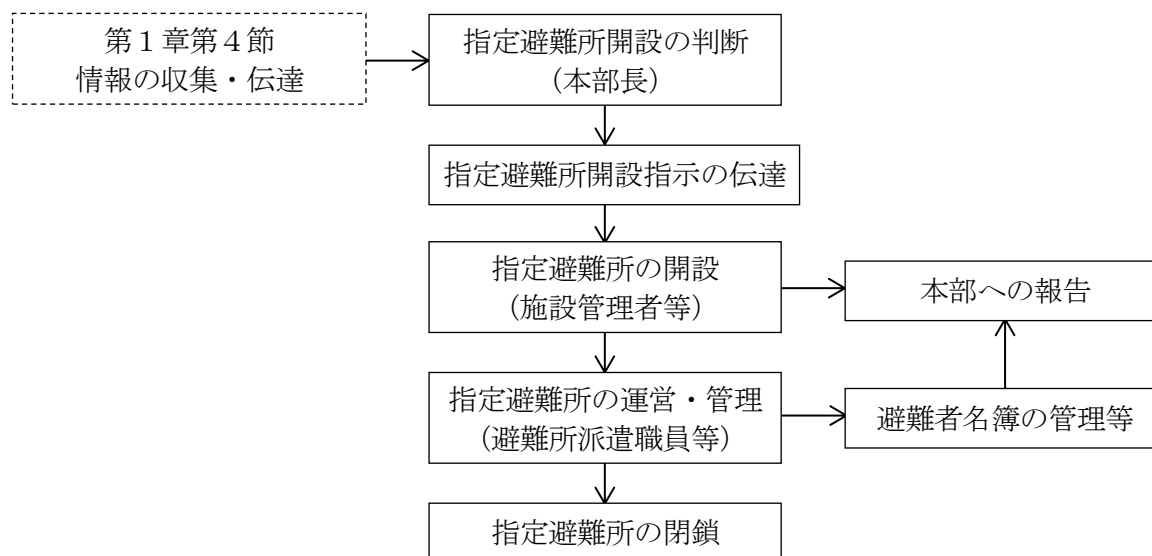 第１章第４節
情報の収集・伝達
指定避難所開設の判断
（本部長）
指定避難所開設指示の伝達
指定避難所の開設
（施設管理者等）
本部への報告
指定避難所の運営・管理
（避難所派遣職員等）
避難者名簿の管理等
指定避難所の閉鎖